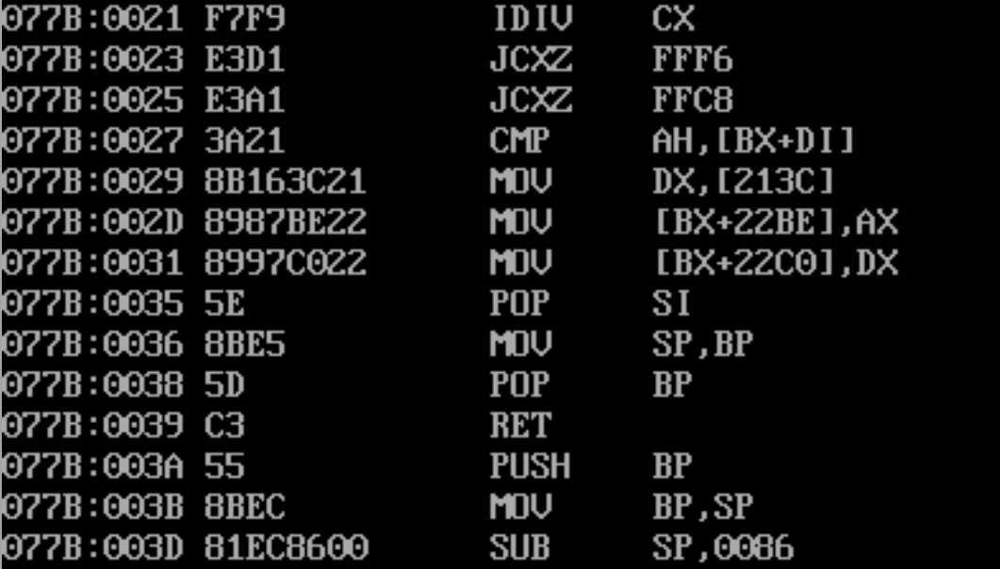 077B:0021 F7F9 IDIV CX
077B:0023 E3D1 JCXZ FFF6
077B:0025 E3A1 JCXZ FFC8
077B:0027 3A21 CMP AH,[BX+DI]
077B:0029 8B163C21 MOV DX,[213C]
077B:002D 8987BE22 MOV [BX+22BE],AX
077B:0031 8997C022 MOV [BX+22C0],DX
077B:0035 5E POP SI
077B:0036 8BE5 MOV SP,BP
077B:0038 5D POP BP
077B:0039 C3 RET
077B:003A 55 PUSH BP
077B:003B 8BEC MOV BP,SP
077B:003D 81EC8600 SUB SP,0086